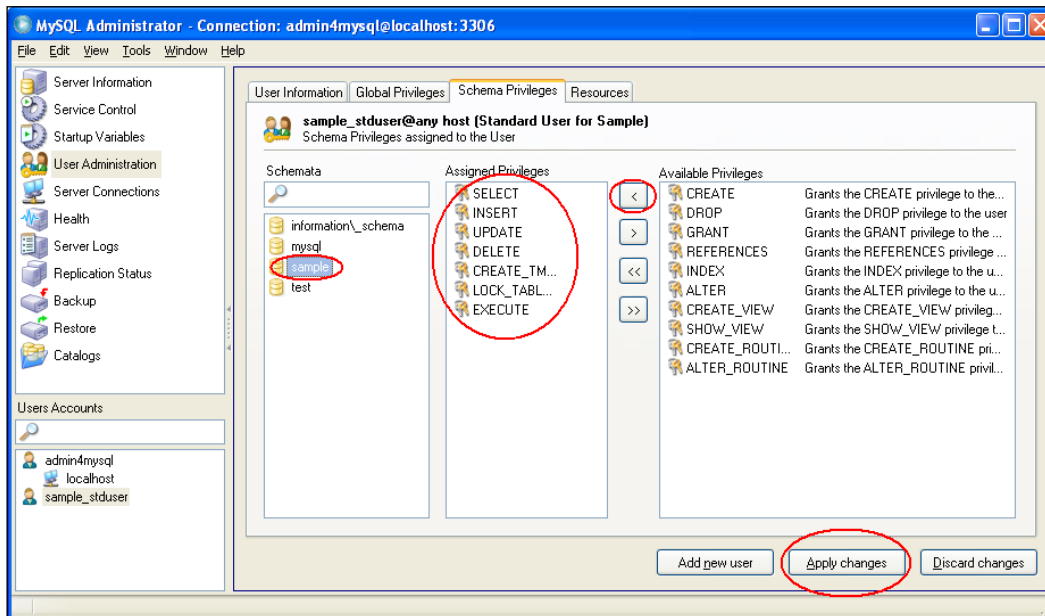 MySQL Administrator - Connection: admin4mysql@localhost:3306
File Edit View Tools Window Help
Server Information
Service Control
Startup Variables
User Administration
Server Connections
Health
Server Logs
Replication Status
Backup
Restore
Catalogs
Users Accounts
admin4mysql
localhost
sample_stduser
User Information Global Privileges Schema Privileges Resources
sample_stduser@any host (Standard User for Sample)
Schema Privileges assigned to the User
Schemata
information\_schema
mysql
sample
test
Assigned Privileges
SELECT
INSERT
UPDATE
DELETE
CREATE_TM...
LOCK_TABL...
EXECUTE
<
>
<<
>>
Available Privileges
CREATE Grants the CREATE privilege to the...
DROP Grants the DROP privilege to the user
GRANT Grants the GRANT privilege to the ...
REFERENCES Grants the REFERENCES privilege ...
INDEX Grants the INDEX privilege to the u...
ALTER Grants the ALTER privilege to the u...
CREATE_VIEW Grants the CREATE_VIEW privileg...
SHOW_VIEW Grants the SHOW_VIEW privilege t...
CREATE_ROUTI... Grants the CREATE_ROUTINE pri...
ALTER_ROUTINE Grants the ALTER_ROUTINE privil...
Add new user Apply changes Discard changes